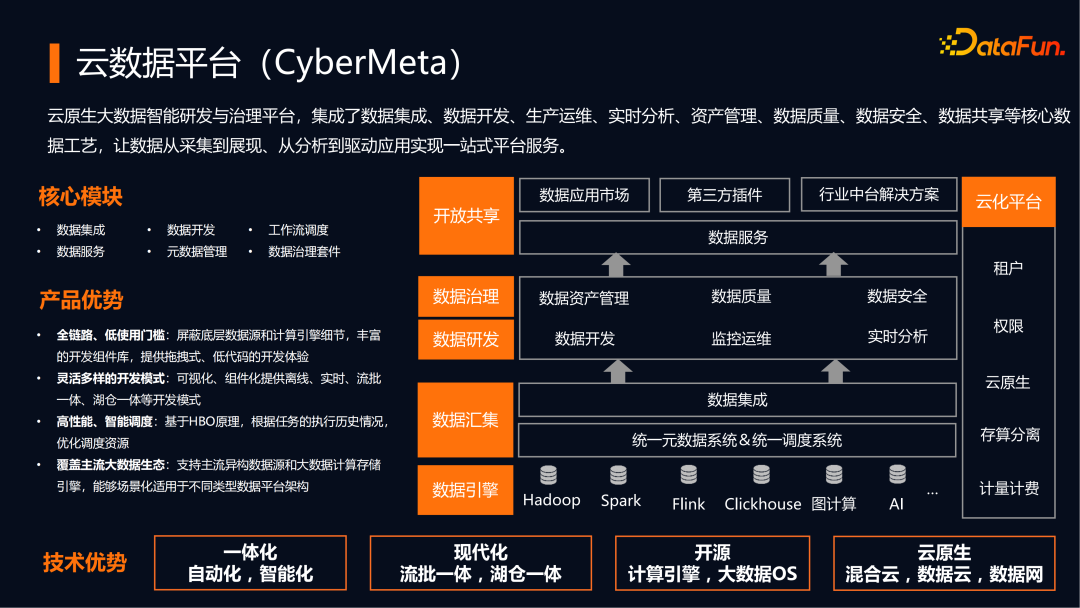 云数据平台（CyberMeta）
DataFun.
云原生大数据智能研发与治理平台，集成了数据集成、数据开发、生产运维、实时分析、资产管理、数据质量、数据安全、数据共享等核心数
据工艺，让数据从采集到展现、从分析到驱动应用实现一站式平台服务。
核心模块
• 数据集成 • 数据开发 • 工作流调度
• 数据服务 • 元数据管理 • 数据治理套件
产品优势
• 全链路、低使用门槛：屏蔽底层数据源和计算引擎细节，丰富
的开发组件库，提供拖拽式、低代码的开发体验
• 灵活多样的开发模式：可视化、组件化提供离线、实时、流批
一体、湖仓一体等开发模式
• 高性能、智能调度：基于HBO原理，根据任务的执行历史情况，
优化调度资源
• 覆盖主流大数据生态：支持主流异构数据源和大数据计算存储
引擎，能够场景化适用于不同类型数据平台架构
开放共享
数据应用市场 第三方插件 行业中台解决方案
数据服务
数据治理
数据资产管理 数据质量 数据安全
数据研发
数据开发 监控运维 实时分析
数据汇集
数据集成
统一元数据系统＆统一调度系统
数据引擎
Hadoop Spark Flink Clickhouse 图计算 AI ...
云化平台
租户
权限
云原生
存算分离
计量计费
技术优势
一体化
自动化，智能化
现代化
流批一体，湖仓一体
开源
计算引擎，大数据OS
云原生
混合云，数据云，数据网